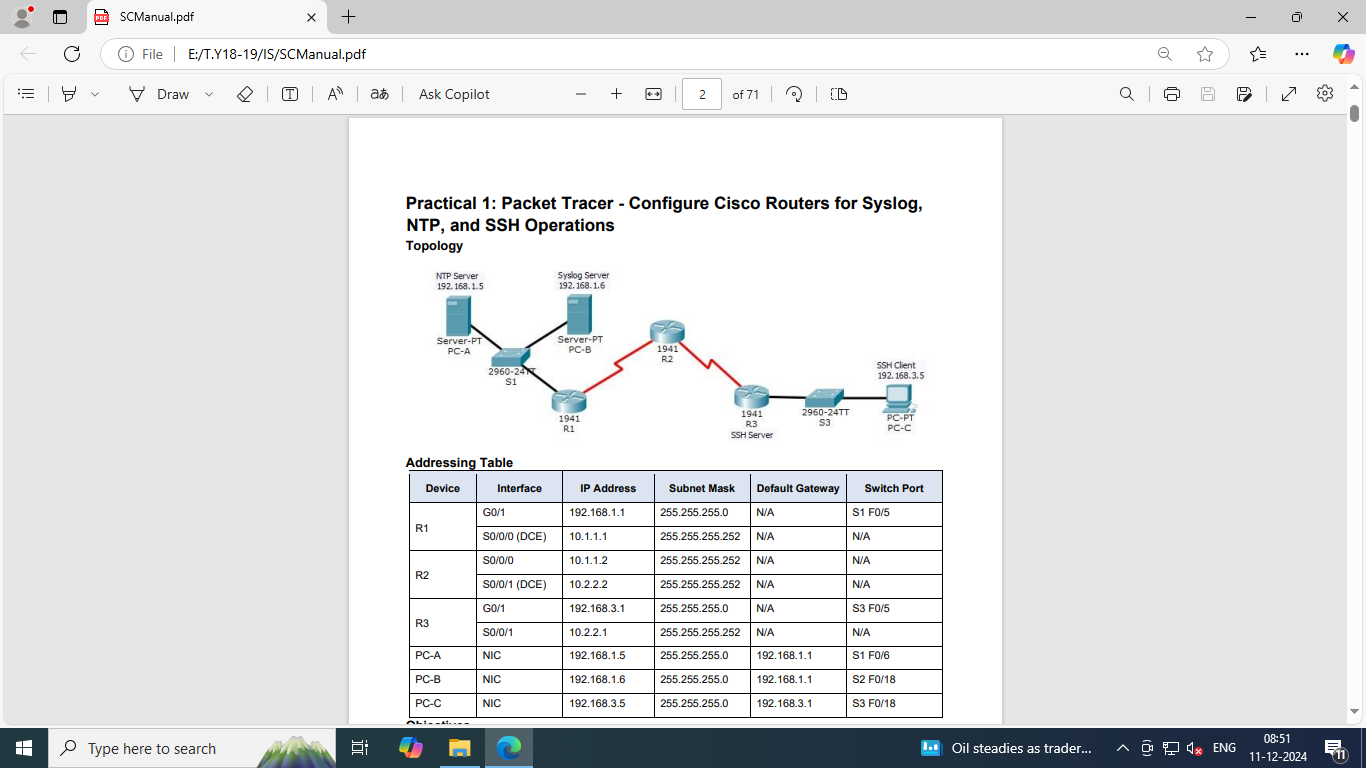 SCManual.pdf
File E:/T.Y18-19/IS/SCManual.pdf
Draw A aあ Ask Copilot 2 of 71
Practical 1: Packet Tracer - Configure Cisco Routers for Syslog,
NTP, and SSH Operations
Topology
NTP Server
192.168.1.5
Syslog Server
192.168.1.6
Server-PT
PC-A
Server-PT
PC-B
2960-24TT
S1
1941
R1
1941
R2
1941
R3
SSH Server
2960-24TT
S3
SSH Client
192.168.3.5
PC-PT
PC-C
Addressing Table
Device Interface IP Address Subnet Mask Default Gateway Switch Port
R1 G0/1 192.168.1.1 255.255.255.0 N/A S1 F0/5
S0/0/0 (DCE) 10.1.1.1 255.255.255.252 N/A N/A
R2 S0/0/0 10.1.1.2 255.255.255.252 N/A N/A
S0/0/1 (DCE) 10.2.2.2 255.255.255.252 N/A N/A
R3 G0/1 192.168.3.1 255.255.255.0 N/A S3 F0/5
S0/0/1 10.2.2.1 255.255.255.252 N/A N/A
PC-A NIC 192.168.1.5 255.255.255.0 192.168.1.1 S1 F0/6
PC-B NIC 192.168.1.6 255.255.255.0 192.168.1.1 S2 F0/18
PC-C NIC 192.168.3.5 255.255.255.0 192.168.3.1 S3 F0/18
Objectives
Type here to search
Oil steadies as trader... ENG 08:51
11-12-2024
11